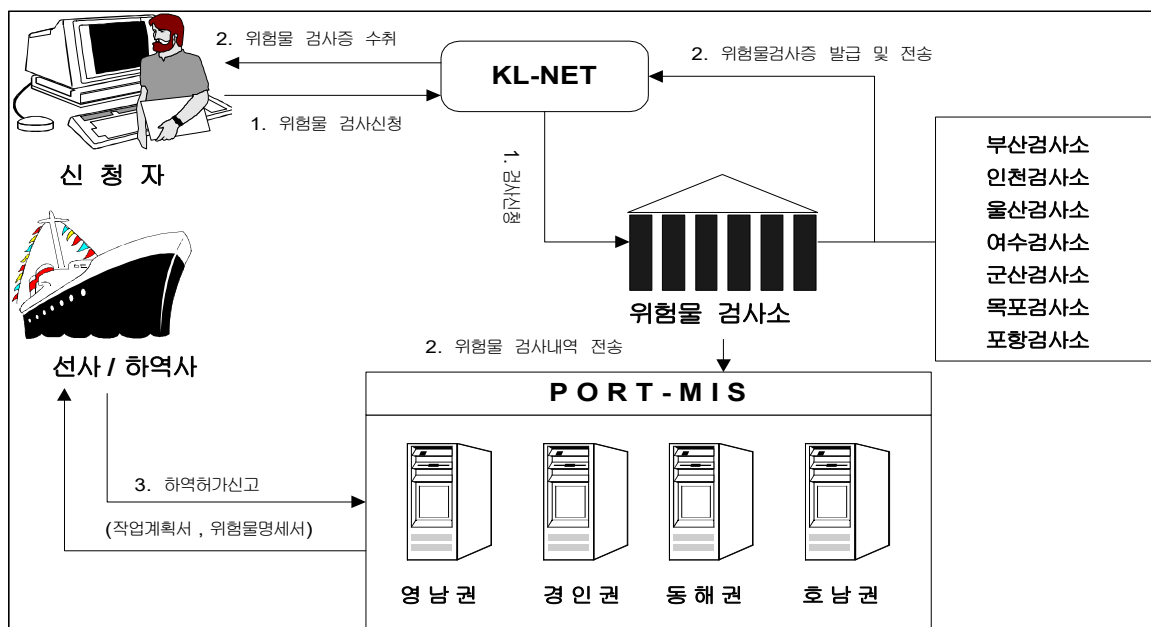 2. 위험물 검사증 수취
KL-NET
2. 위험물검사증 발급 및 전송
1. 위험물 검사신청
신 청 자
1. 검사신청
부산검사소
인천검사소
울산검사소
여수검사소
군산검사소
목포검사소
포항검사소
위험물 검사소
2. 위험물 검사내역 전송
선사 / 하역사
PORT-MIS
3. 하역허가신고
(작업계획서 , 위험물명세서)
영남권
경인권
동해권
호남권